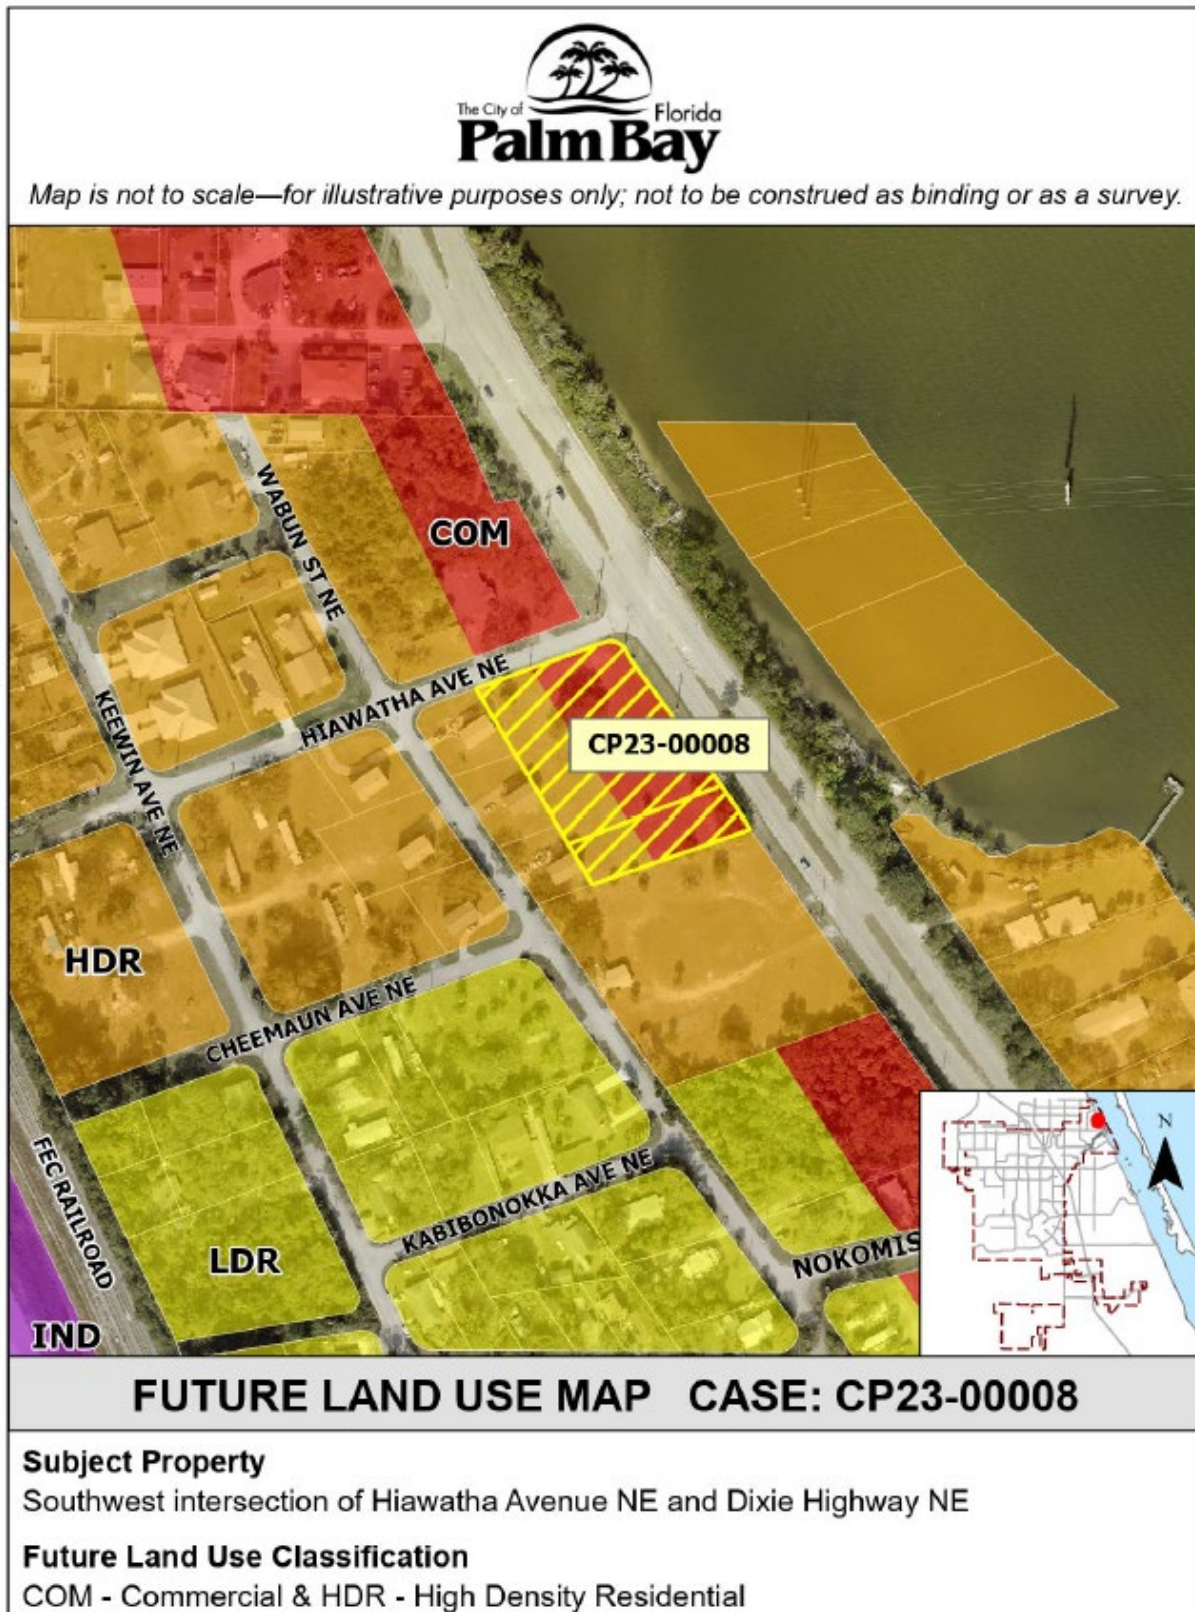 The City of Florida
Palm Bay
Map is not to scale—for illustrative purposes only; not to be construed as binding or as a survey.
COM
WABUN ST NE
HIAWATHA AVE NE
CP23-00008
KEEWIN AVE NE
HDR
CHEEMAUN AVE NE
N
FEC RAILROAD
KABIBONOKKA AVE NE
NOKOMIS
LDR
IND
FUTURE LAND USE MAP CASE: CP23-00008
Subject Property
Southwest intersection of Hiawatha Avenue NE and Dixie Highway NE
Future Land Use Classification
COM - Commercial & HDR - High Density Residential